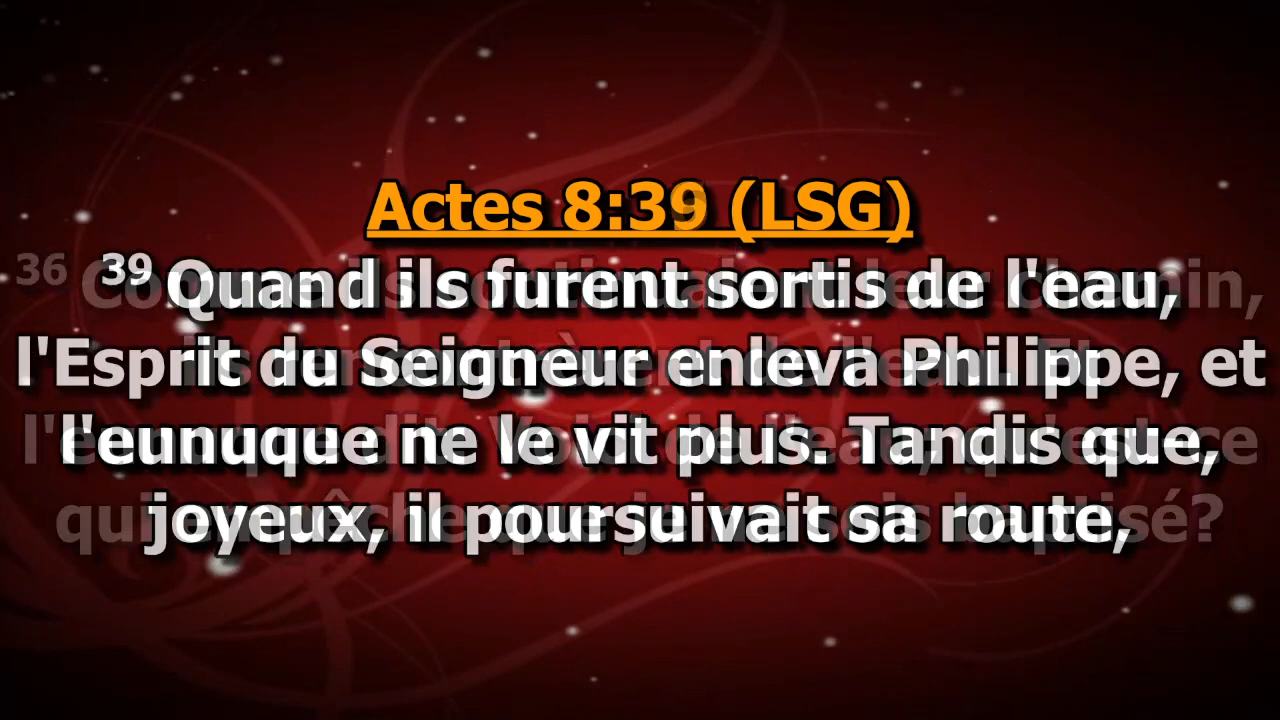 Actes 8:39 (LSG)
39 Quand ils furent sortis de l'eau,
l'Esprit du Seigneur enleva Philippe, et
l'eunuque ne le vit plus. Tandis que,
joyeux, il poursuivait sa route,
36